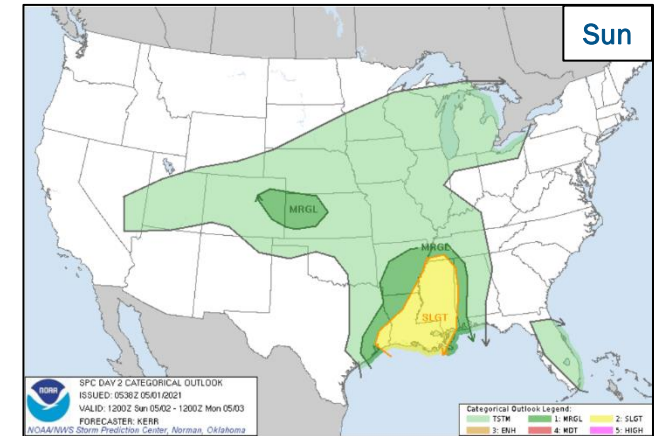 Sun
MRGL
MRGL
SLGT
NOAA
SPC DAY 2 CATEGORICAL OUTLOOK
ISSUED: 0538Z 05/01/2021
VALID: 1200Z Sun 05/02 - 1200Z Mon 05/03
FORECASTER: KERR
NOAA/NWS Storm Prediction Center, Norman, Oklahoma
Categorical Outlook Legend:
TSTM 1: MRGL 2: SLGT
3: ENH 4: MDT 5: HIGH